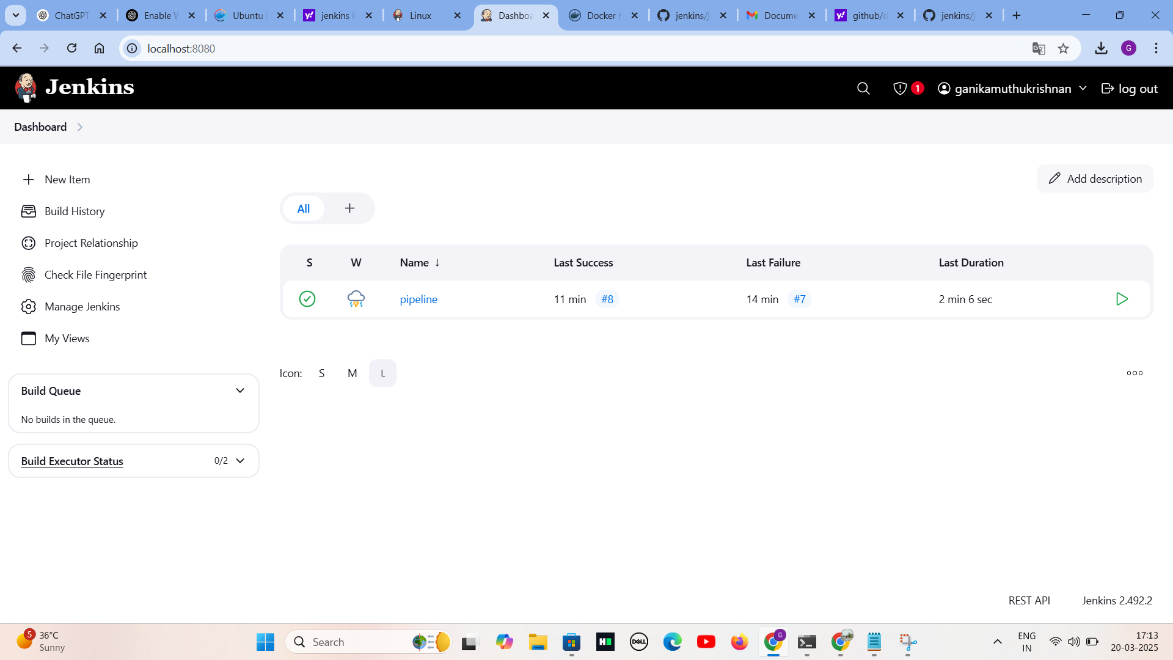 ChatGPT
Enable W
Ubuntu
jenkins i
Linux
Dashboa
Docker H
jenkins/j
Docume
github/d
jenkins/j
localhost:8080
G
Jenkins
1
ganikamuthukrishnan
log out
Dashboard
New Item
Build History
Project Relationship
Check File Fingerprint
Manage Jenkins
My Views
Build Queue
No builds in the queue.
Build Executor Status 0/2
Add description
All +
S W Name ↓ Last Success Last Failure Last Duration
pipeline 11 min #8 14 min #7 2 min 6 sec
Icon: S M L
REST API Jenkins 2.492.2
5
36°C
Sunny
Search
DELL
G
ENG
IN
17:13
20-03-2025